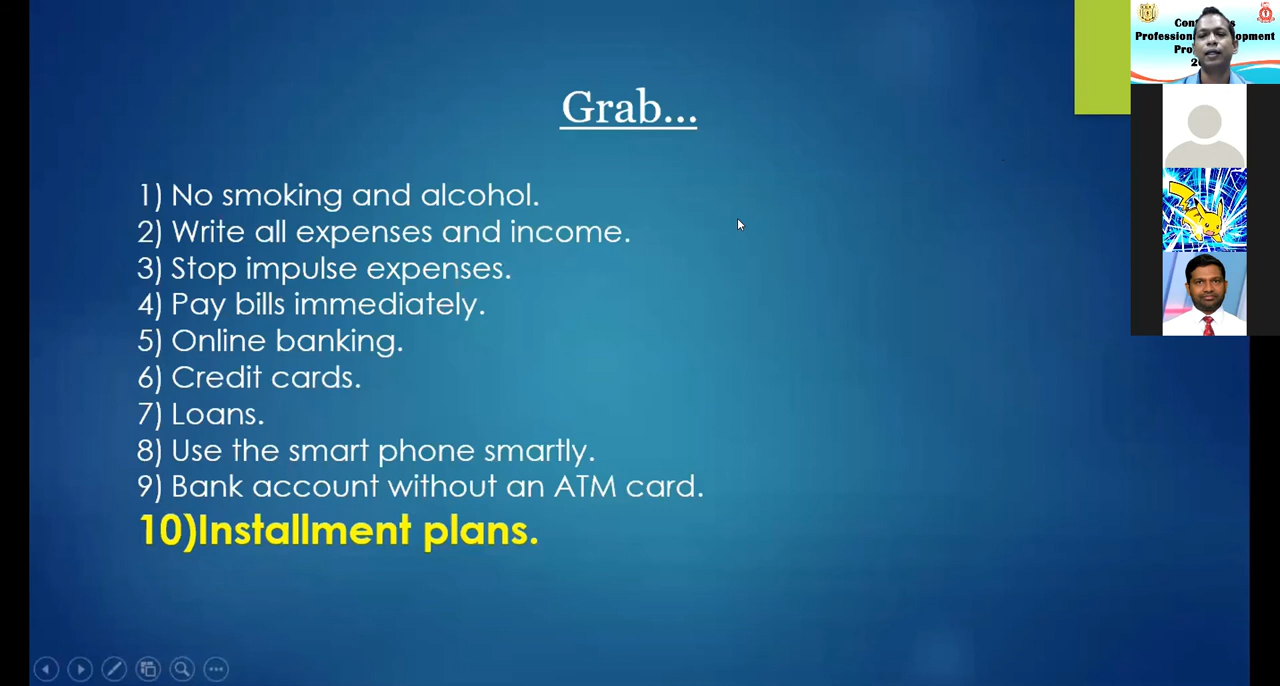 Grab...
1) No smoking and alcohol.
2) Write all expenses and income.
3) Stop impulse expenses.
4) Pay bills immediately.
5) Online banking.
6) Credit cards.
7) Loans.
8) Use the smart phone smartly.
9) Bank account without an ATM card.
10)Installment plans.
Professional